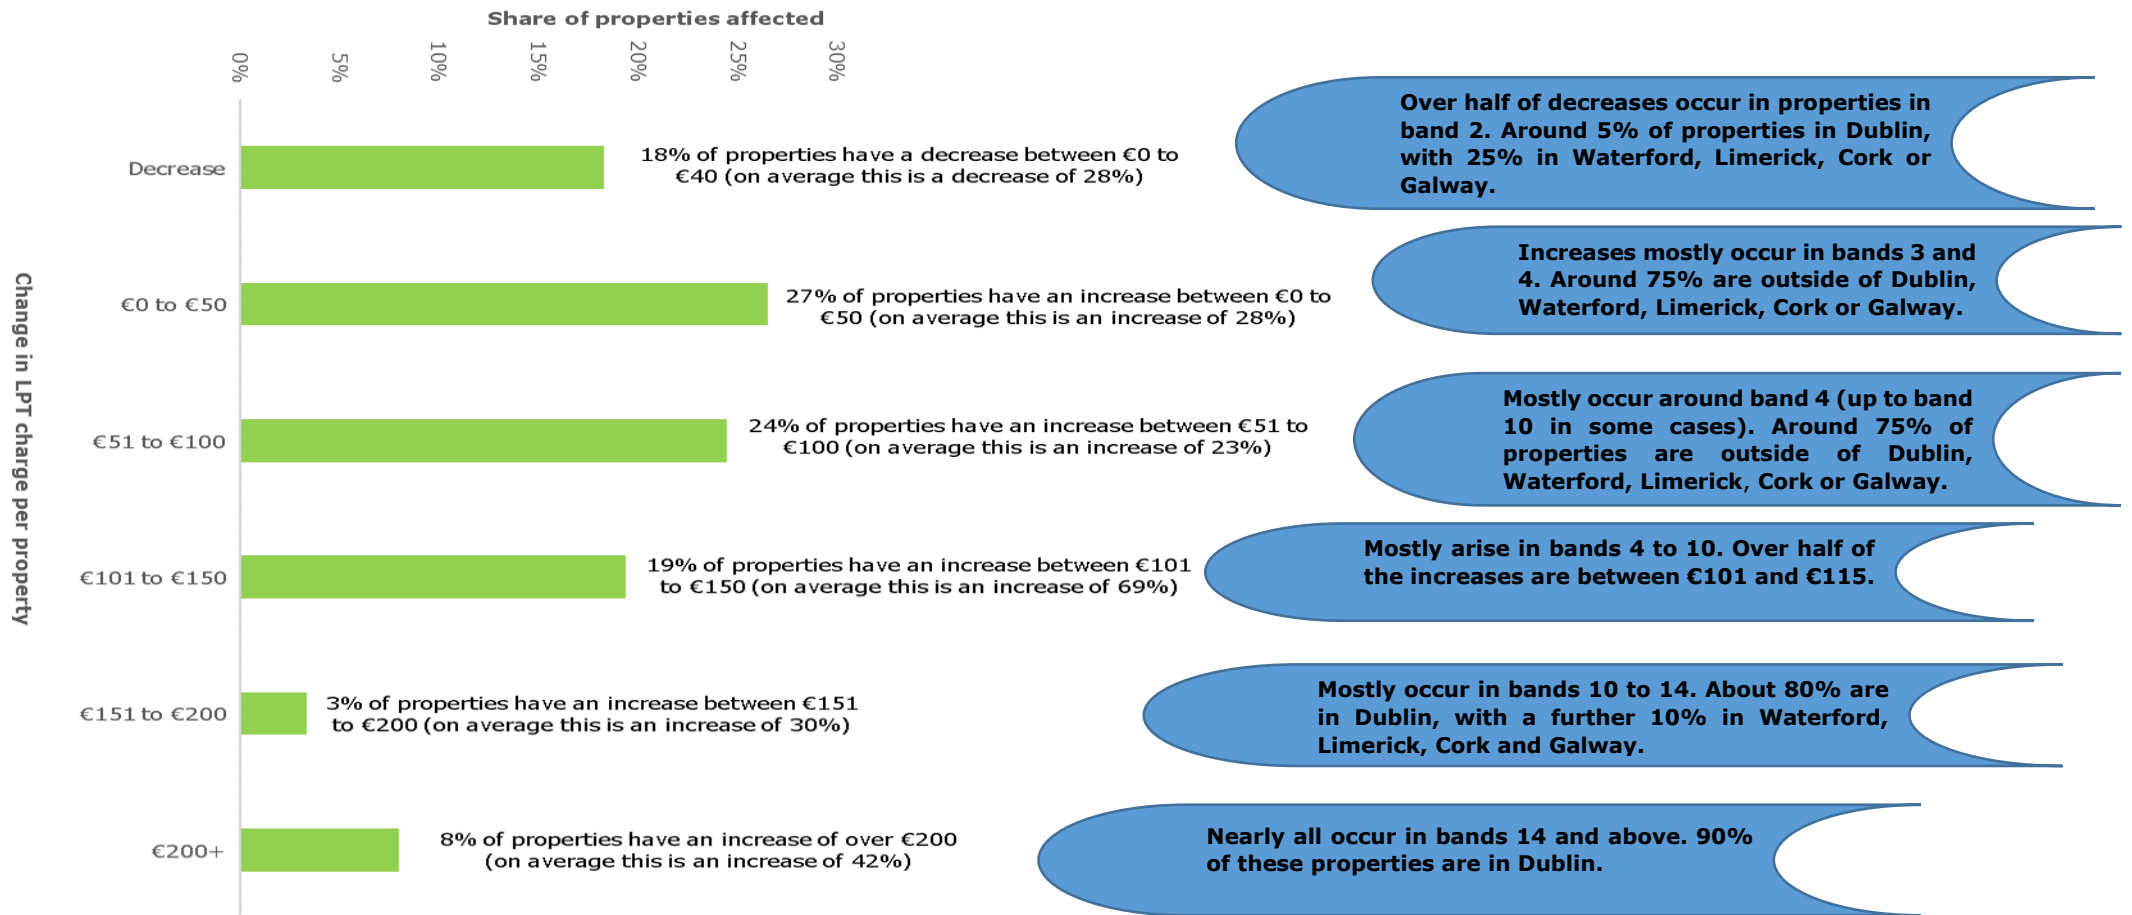 Share of properties affected
0%
5%
10%
15%
20%
25%
30%
Change in LPT charge per property
Decrease
18% of properties have a decrease between €0 to
€40 (on average this is a decrease of 28%)
Over half of decreases occur in properties in
band 2. Around 5% of properties in Dublin,
with 25% in Waterford, Limerick, Cork or
Galway.
€0 to €50
27% of properties have an increase between €0 to
€50 (on average this is an increase of 28%)
Increases mostly occur in bands 3 and
4. Around 75% are outside of Dublin,
Waterford, Limerick, Cork or Galway.
€51 to €100
24% of properties have an increase between €51 to
€100 (on average this is an increase of 23%)
Mostly occur around band 4 (up to band
10 in some cases). Around 75% of
properties are outside of Dublin,
Waterford, Limerick, Cork or Galway.
€101 to €150
19% of properties have an increase between €101
to €150 (on average this is an increase of 69%)
Mostly arise in bands 4 to 10. Over half of
the increases are between €101 and €115.
€151 to €200
3% of properties have an increase between €151
to €200 (on average this is an increase of 30%)
Mostly occur in bands 10 to 14. About 80% are
in Dublin, with a further 10% in Waterford,
Limerick, Cork and Galway.
€200+
8% of properties have an increase of over €200
(on average this is an increase of 42%)
Nearly all occur in bands 14 and above. 90%
of these properties are in Dublin.